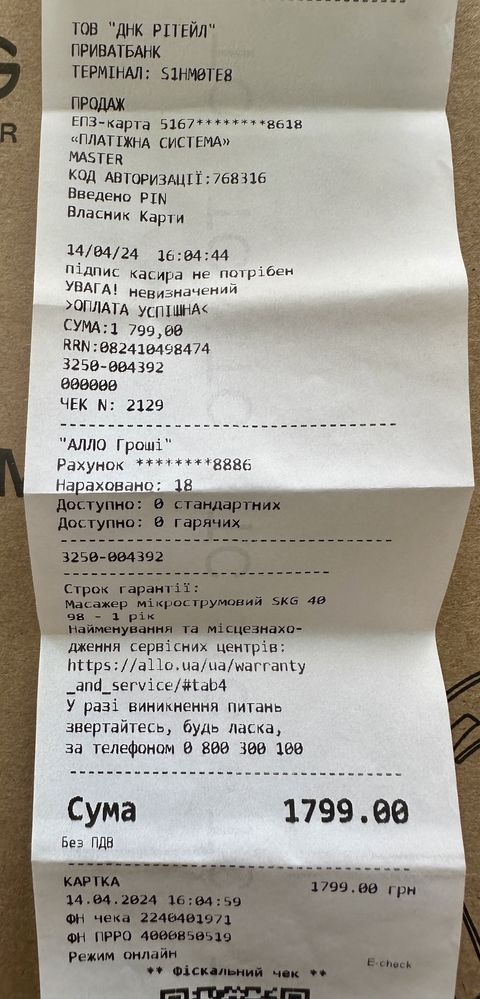 ТОВ "ДНК РІТЕЙЛ"
ПРИВАТБАНК
ТЕРМІНАЛ: S1HM0TE8
ПРОДАЖ
ЕПЗ-карта 5167********8618
«ПЛАТІЖНА СИСТЕМА»
MASTER
КОД АВТОРИЗАЦІЇ:768316
Введено PIN
Власник Карти
14/04/24 16:04:44
підпис касира не потрібен
УВАГА! невизначений
>ОПЛАТА УСПІШНА<
СУМА:1 799,00
RRN:082410498474
3250-004392
000000
ЧЕК N: 2129
"АЛЛО Гроші"
Рахунок ********8886
Нараховано: 18
Доступно: 0 стандартних
Доступно: 0 гарячих
3250-004392
Строк гарантії:
Масажер мікрострумовий SKG 40
98 - 1 рік
Найменування та місцезнахо-
дження сервісних центрів:
https://allo.ua/ua/warranty
_and_service/#tab4
У разі виникнення питань
звертайтесь, будь ласка,
за телефоном 0 800 300 100
Сума 1799.00
Без ПДВ
КАРТКА 1799.00 грн
14.04.2024 16:04:59
ФН чека 2240401971
ФН ПРРО 4000850519
Режим онлайн E-check
** Фіскальний чек **